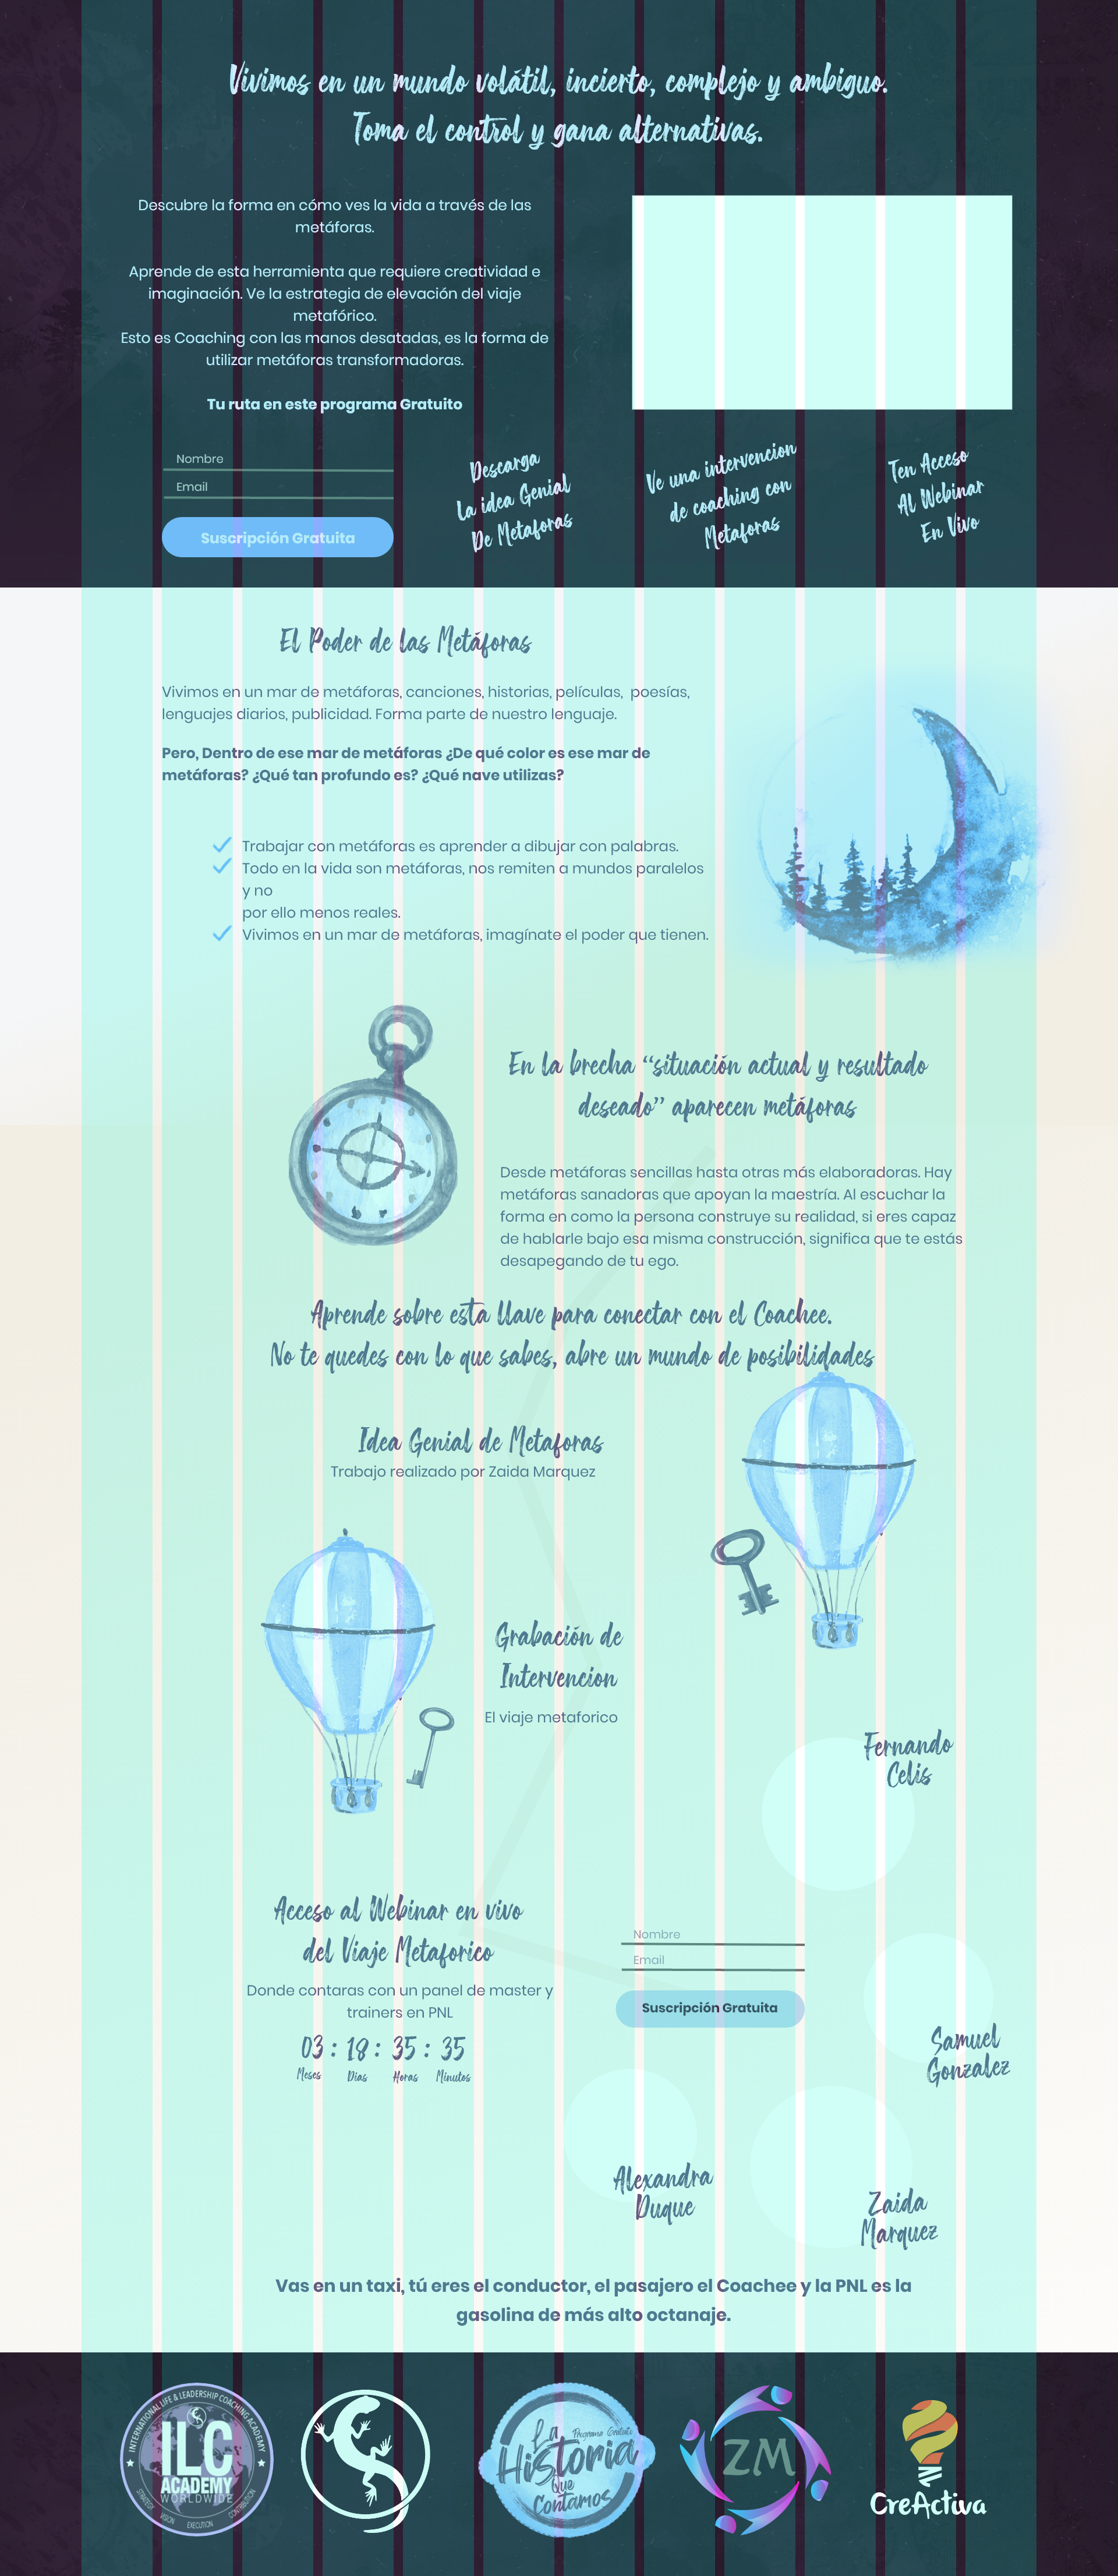 Vivimos en un mundo volátil, incierto, complejo y ambiguo.
Toma el control y gana alternativas.
Descubre la forma en cómo ves la vida a través de las
metáforas.
Aprende de esta herramienta que requiere creatividad e
imaginación. Ve la estrategia de elevación del viaje
metafórico.
Esto es Coaching con las manos desatadas, es la forma de
utilizar metáforas transformadoras.
Tu ruta en este programa Gratuito
Nombre
Email
Suscripción Gratuita
Descarga
La idea Genial
De Metaforas
Ve una intervencion
de coaching con
Metaforas
Ten Acceso
Al Webinar
En Vivo
El Poder de las Metáforas
Vivimos en un mar de metáforas, canciones, historias, películas,  poesías,
lenguajes diarios, publicidad. Forma parte de nuestro lenguaje.
Pero, Dentro de ese mar de metáforas ¿De qué color es ese mar de
metáforas? ¿Qué tan profundo es? ¿Qué nave utilizas?
Trabajar con metáforas es aprender a dibujar con palabras.
Todo en la vida son metáforas, nos remiten a mundos paralelos
y no
por ello menos reales.
Vivimos en un mar de metáforas, imagínate el poder que tienen.
En la brecha “situación actual y resultado
deseado” aparecen metáforas
Desde metáforas sencillas hasta otras más elaboradoras. Hay
metáforas sanadoras que apoyan la maestría. Al escuchar la
forma en como la persona construye su realidad, si eres capaz
de hablarle bajo esa misma construcción, significa que te estás
desapegando de tu ego.
Aprende sobre esta llave para conectar con el Coachee.
No te quedes con lo que sabes, abre un mundo de posibilidades
Idea Genial de Metaforas
Trabajo realizado por Zaida Marquez
Grabación de
Intervencion
El viaje metaforico
Fernando
Celis
Acceso al Webinar en vivo
del Viaje Metaforico
Donde contaras con un panel de master y
trainers en PNL
03 : 18 : 35 : 35
Meses Dias Horas Minutos
Nombre
Email
Suscripción Gratuita
Samuel
Gonzalez
Alexandra
Duque
Zaida
Marquez
Vas en un taxi, tú eres el conductor, el pasajero el Coachee y la PNL es la
gasolina de más alto octanaje.
INTERNATIONAL LIFE & LEADERSHIP COACHING ACADEMY
ILC
ACADEMY
WORLDWIDE
STRATEGY VISION EXECUTION CONTRIBUTION
La
Programa Gratuito
Historia
Que
Contamos
ZM
CreActiva